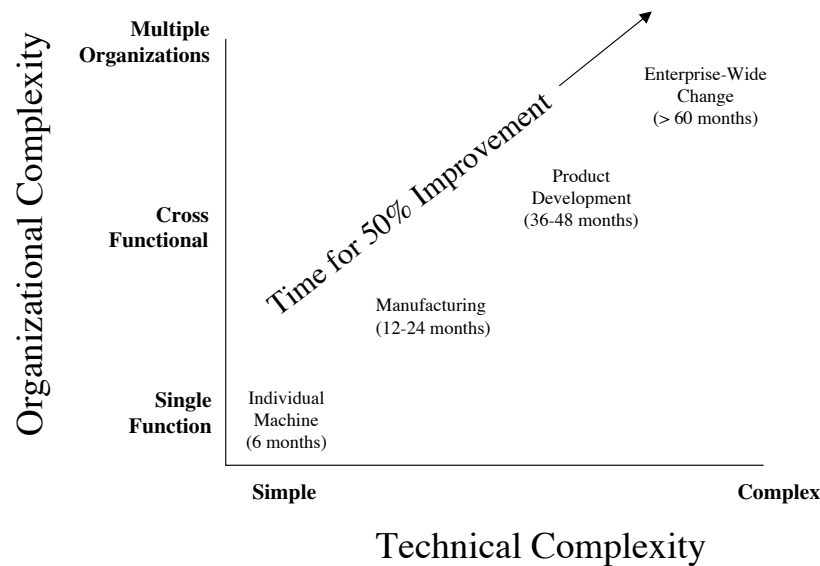 Organizational Complexity
Multiple
Organizations
Cross
Functional
Single
Function
Time for 50% Improvement
Enterprise-Wide
Change
(> 60 months)
Product
Development
(36-48 months)
Manufacturing
(12-24 months)
Individual
Machine
(6 months)
Simple
Complex
Technical Complexity